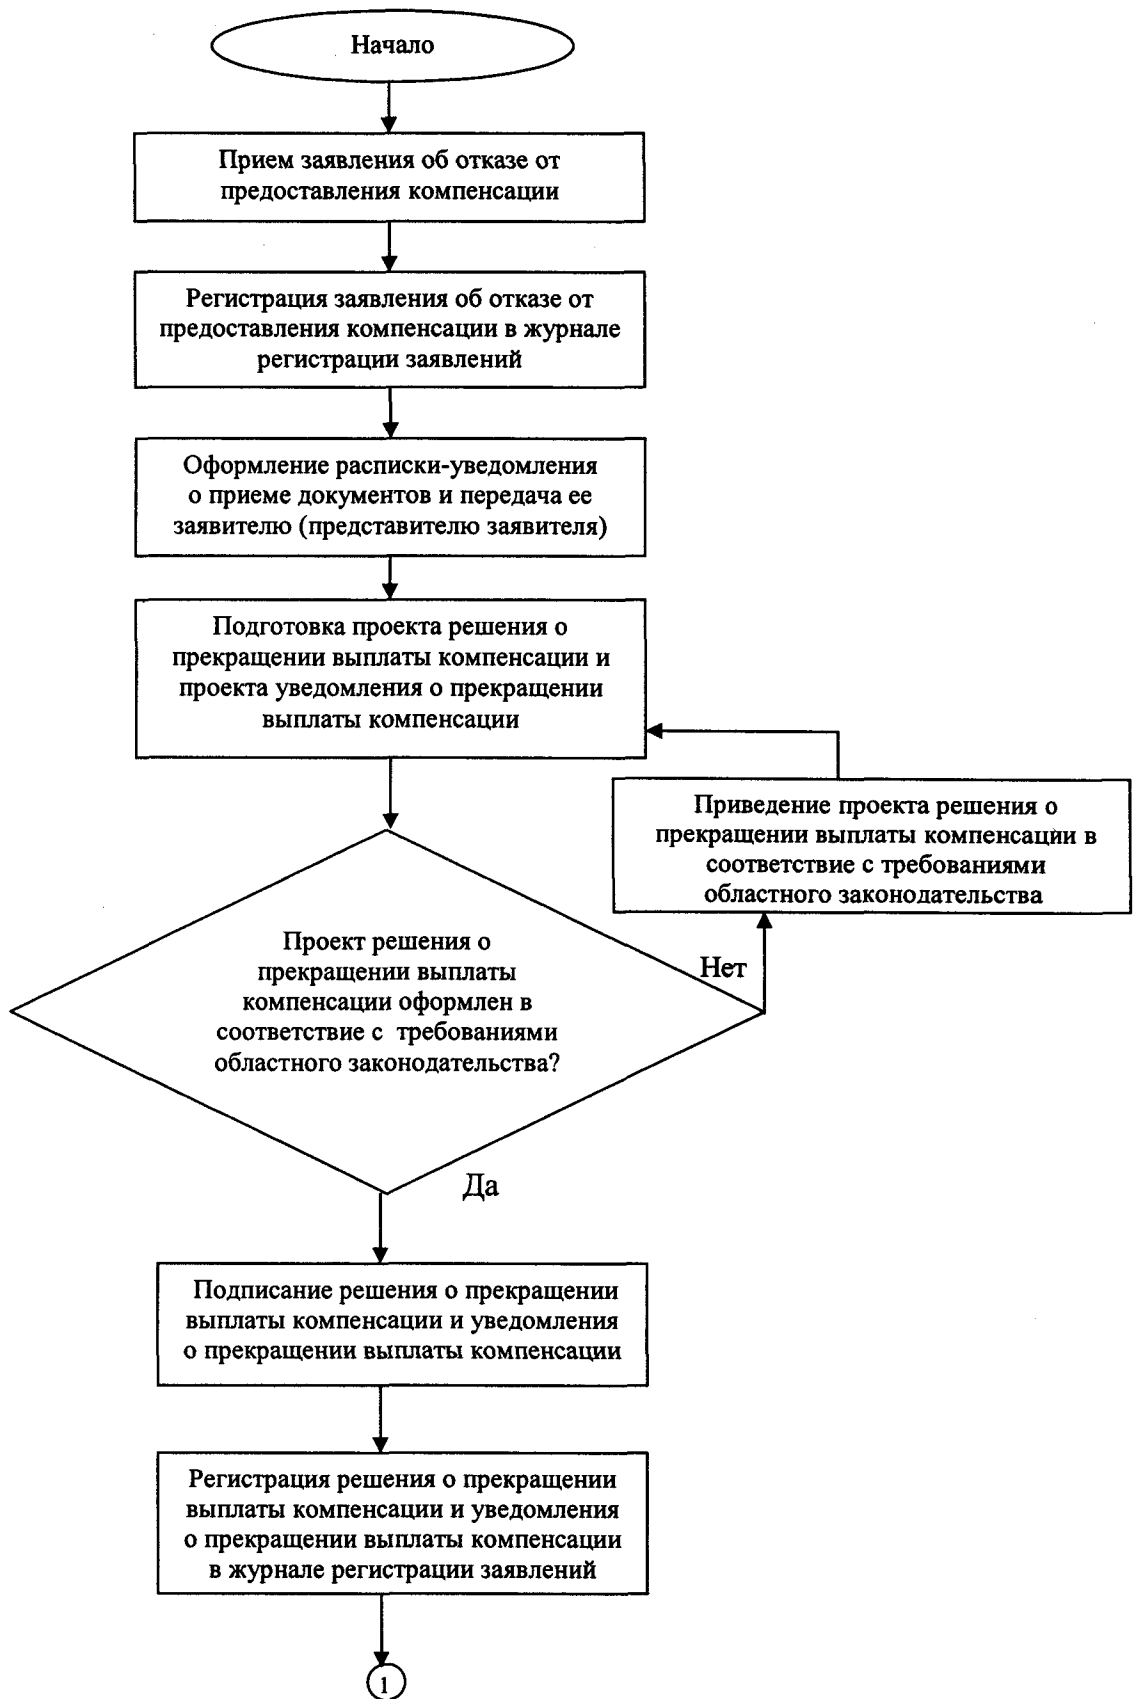 Начало
Прием заявления об отказе от
предоставления компенсации
Регистрация заявления об отказе от
предоставления компенсации в журнале
регистрации заявлений
Оформление расписки-уведомления
о приеме документов и передача ее
заявителю (представителю заявителя)
Подготовка проекта решения о
прекращении выплаты компенсации и
проекта уведомления о прекращении
выплаты компенсации
Приведение проекта решения о
прекращении выплаты компенсации в
соответствие с требованиями
областного законодательства
Проект решения о
прекращении выплаты
компенсации оформлен в
соответствие с требованиями
областного законодательства?
Нет
Да
Подписание решения о прекращении
выплаты компенсации и уведомления
о прекращении выплаты компенсации
Регистрация решения о прекращении
выплаты компенсации и уведомления
о прекращении выплаты компенсации
в журнале регистрации заявлений
1